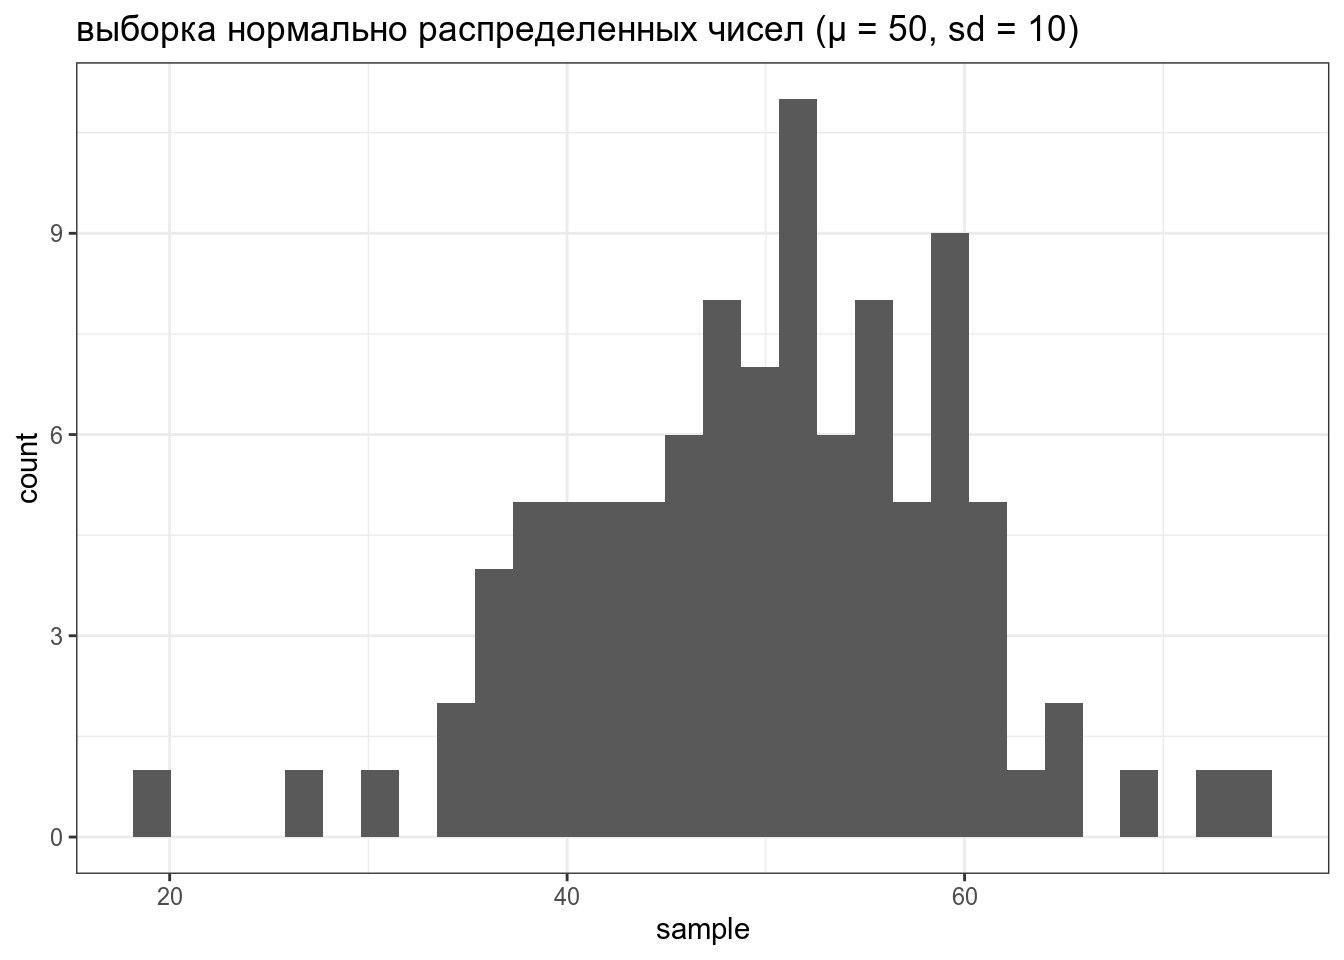 выборка нормально распределенных чисел (μ = 50, sd = 10)
9
6
3
0
count
20 40 60
sample